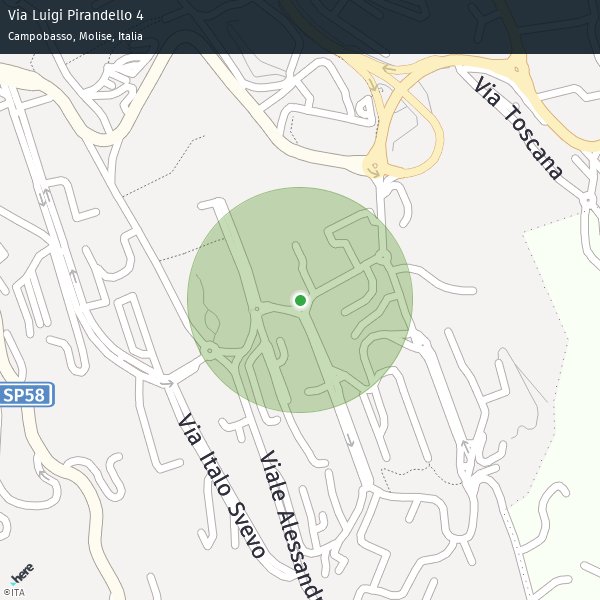 Via Luigi Pirandello 4
Campobasso, Molise, Italia
Via Toscana
SP58
Via Italo Svevo
Viale Alessand
here
©ITA